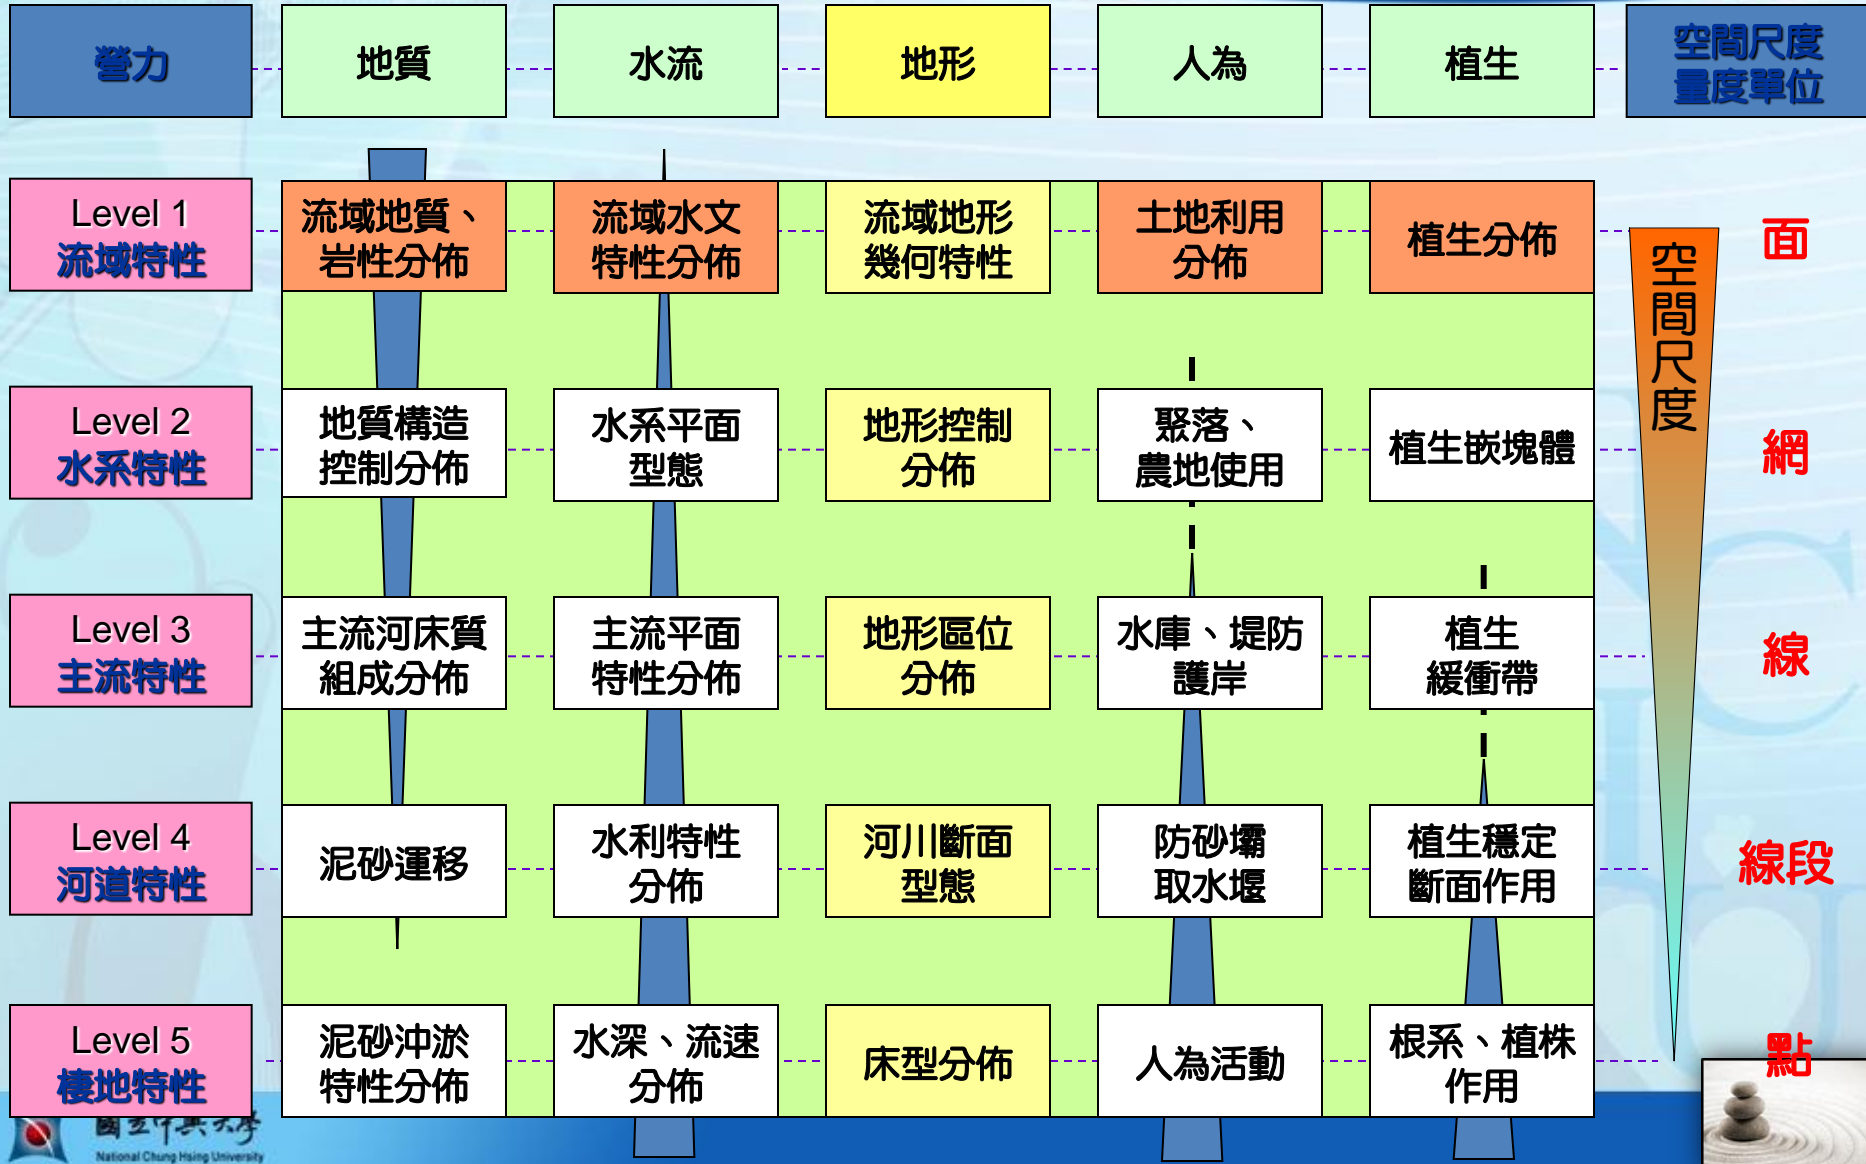 營力
地質
水流
地形
人為
植生
空間尺度
量度單位
Level 1
流域特性
流域地質、
岩性分佈
流域水文
特性分佈
流域地形
幾何特性
土地利用
分佈
植生分佈
面
空間尺度
Level 2
水系特性
地質構造
控制分佈
水系平面
型態
地形控制
分佈
聚落、
農地使用
植生嵌塊體
網
Level 3
主流特性
主流河床質
組成分佈
主流平面
特性分佈
地形區位
分佈
水庫、堤防
護岸
植生
緩衝帶
線
Level 4
河道特性
泥砂運移
水利特性
分佈
河川斷面
型態
防砂壩
取水堰
植生穩定
斷面作用
線段
Level 5
棲地特性
泥砂沖淤
特性分佈
水深、流速
分佈
床型分佈
人為活動
根系、植株
作用
點
國立中興大學
National Chung Hsing University